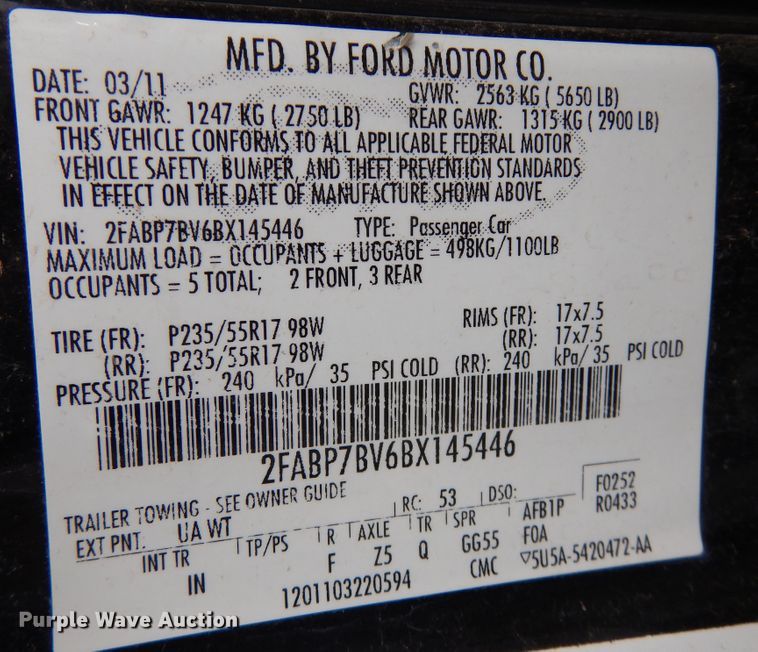 MFD. BY FORD MOTOR CO.
DATE: 03/11 GVWR: 2563 KG ( 5650 LB)
FRONT GAWR: 1247 KG ( 2750 LB) REAR GAWR: 1315 KG ( 2900 LB)
THIS VEHICLE CONFORMS TO ALL APPLICABLE FEDERAL MOTOR
VEHICLE SAFETY, BUMPER, AND THEFT PREVENTION STANDARDS
IN EFFECT ON THE DATE OF MANUFACTURE SHOWN ABOVE.
VIN: 2FABP7BV6BX145446 TYPE: Passenger Car
MAXIMUM LOAD = OCCUPANTS + LUGGAGE = 498KG/1100LB
OCCUPANTS = 5 TOTAL; 2 FRONT, 3 REAR
TIRE (FR): P235/55R17 98W RIMS (FR): 17x7.5
(RR): P235/55R17 98W (RR): 17x7.5
PRESSURE (FR): 240 kPa/ 35 PSI COLD (RR): 240 kPa/ 35 PSI COLD
2FABP7BV6BX145446
TRAILER TOWING - SEE OWNER GUIDE RC: 53 DSO: F0252
EXT PNT. UA WT TP/PS R AXLE TR SPR AFB1P R0433
INT TR F Z5 Q GG55 FOA
IN 1201103220594 CMC ▽5U5A-5420472-AA
Purple Wave Auction